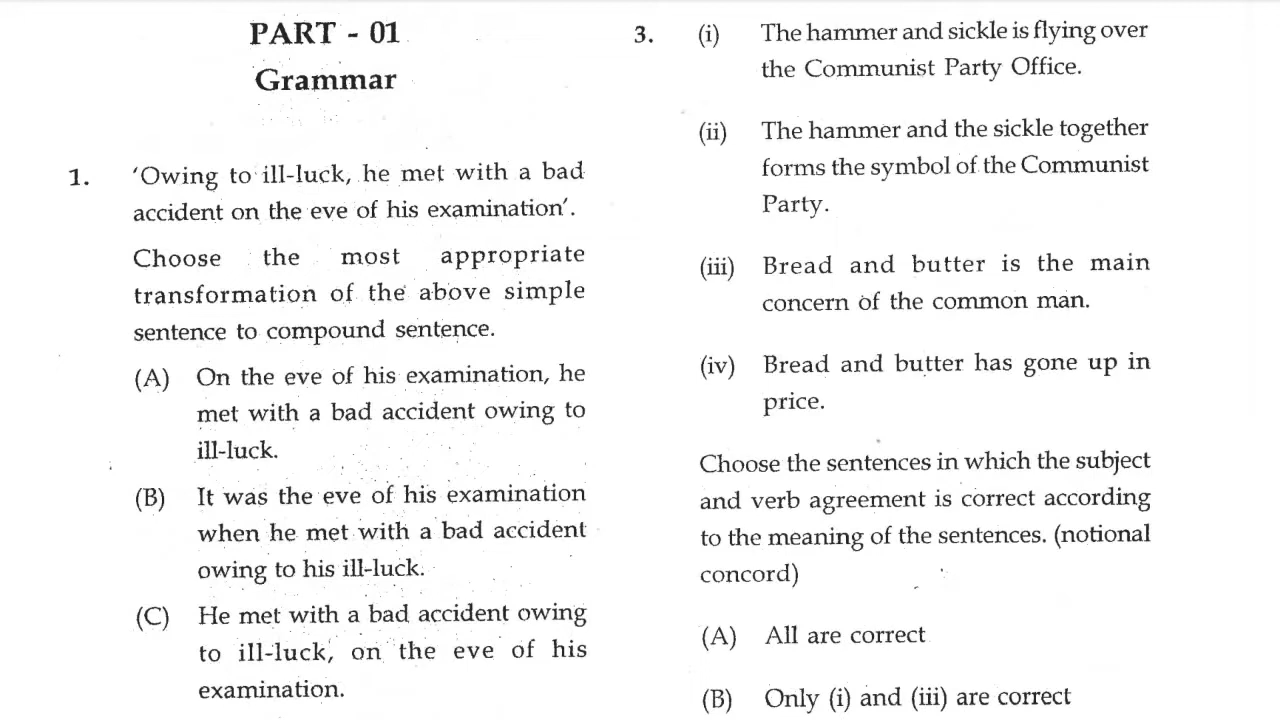 PART - 01
Grammar
1. 'Owing to ill-luck, he met with a bad
accident on the eve of his examination'.
Choose the most appropriate
transformation of the above simple
sentence to compound sentence.
(A) On the eve of his examination, he
met with a bad accident owing to
ill-luck.
(B) It was the eve of his examination
when he met with a bad accident
owing to his ill-luck.
(C) He met with a bad accident owing
to ill-luck, on the eve of his
examination.
3. (i) The hammer and sickle is flying over
the Communist Party Office.
(ii) The hammer and the sickle together
forms the symbol of the Communist
Party.
(iii) Bread and butter is the main
concern of the common man.
(iv) Bread and butter has gone up in
price.
Choose the sentences in which the subject
and verb agreement is correct according
to the meaning of the sentences. (notional
concord)
(A) All are correct
(B) Only (i) and (iii) are correct